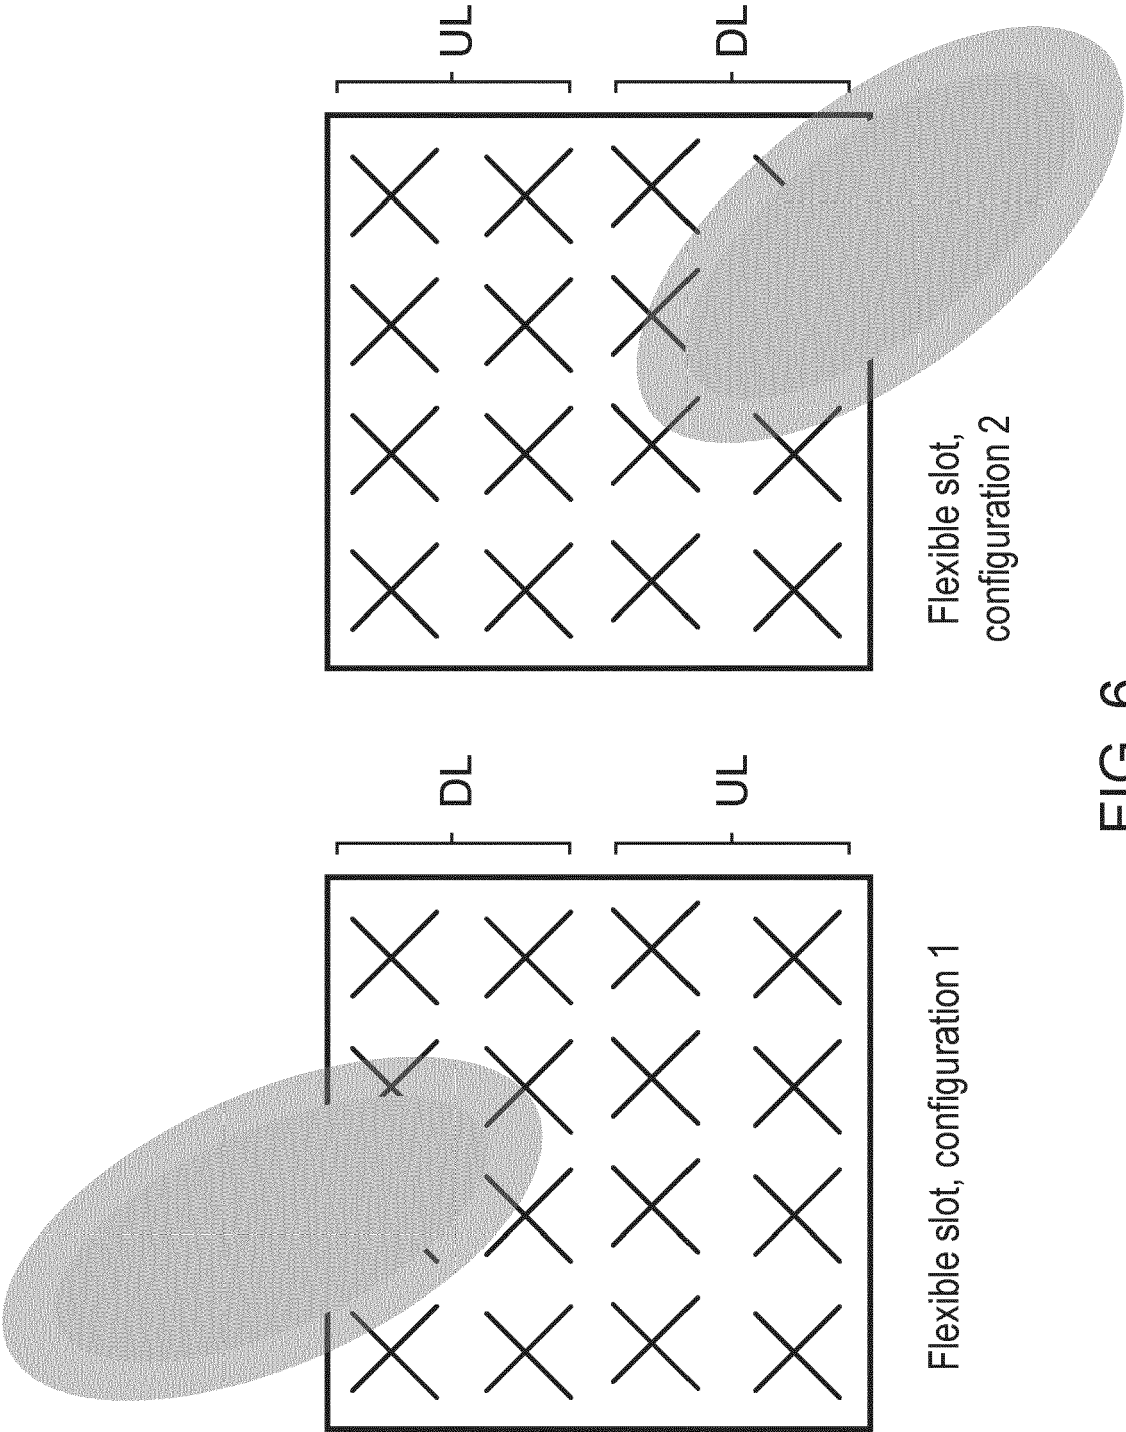 DL
UL
Flexible slot, configuration 1
UL
DL
Flexible slot,
configuration 2
FIG. 6